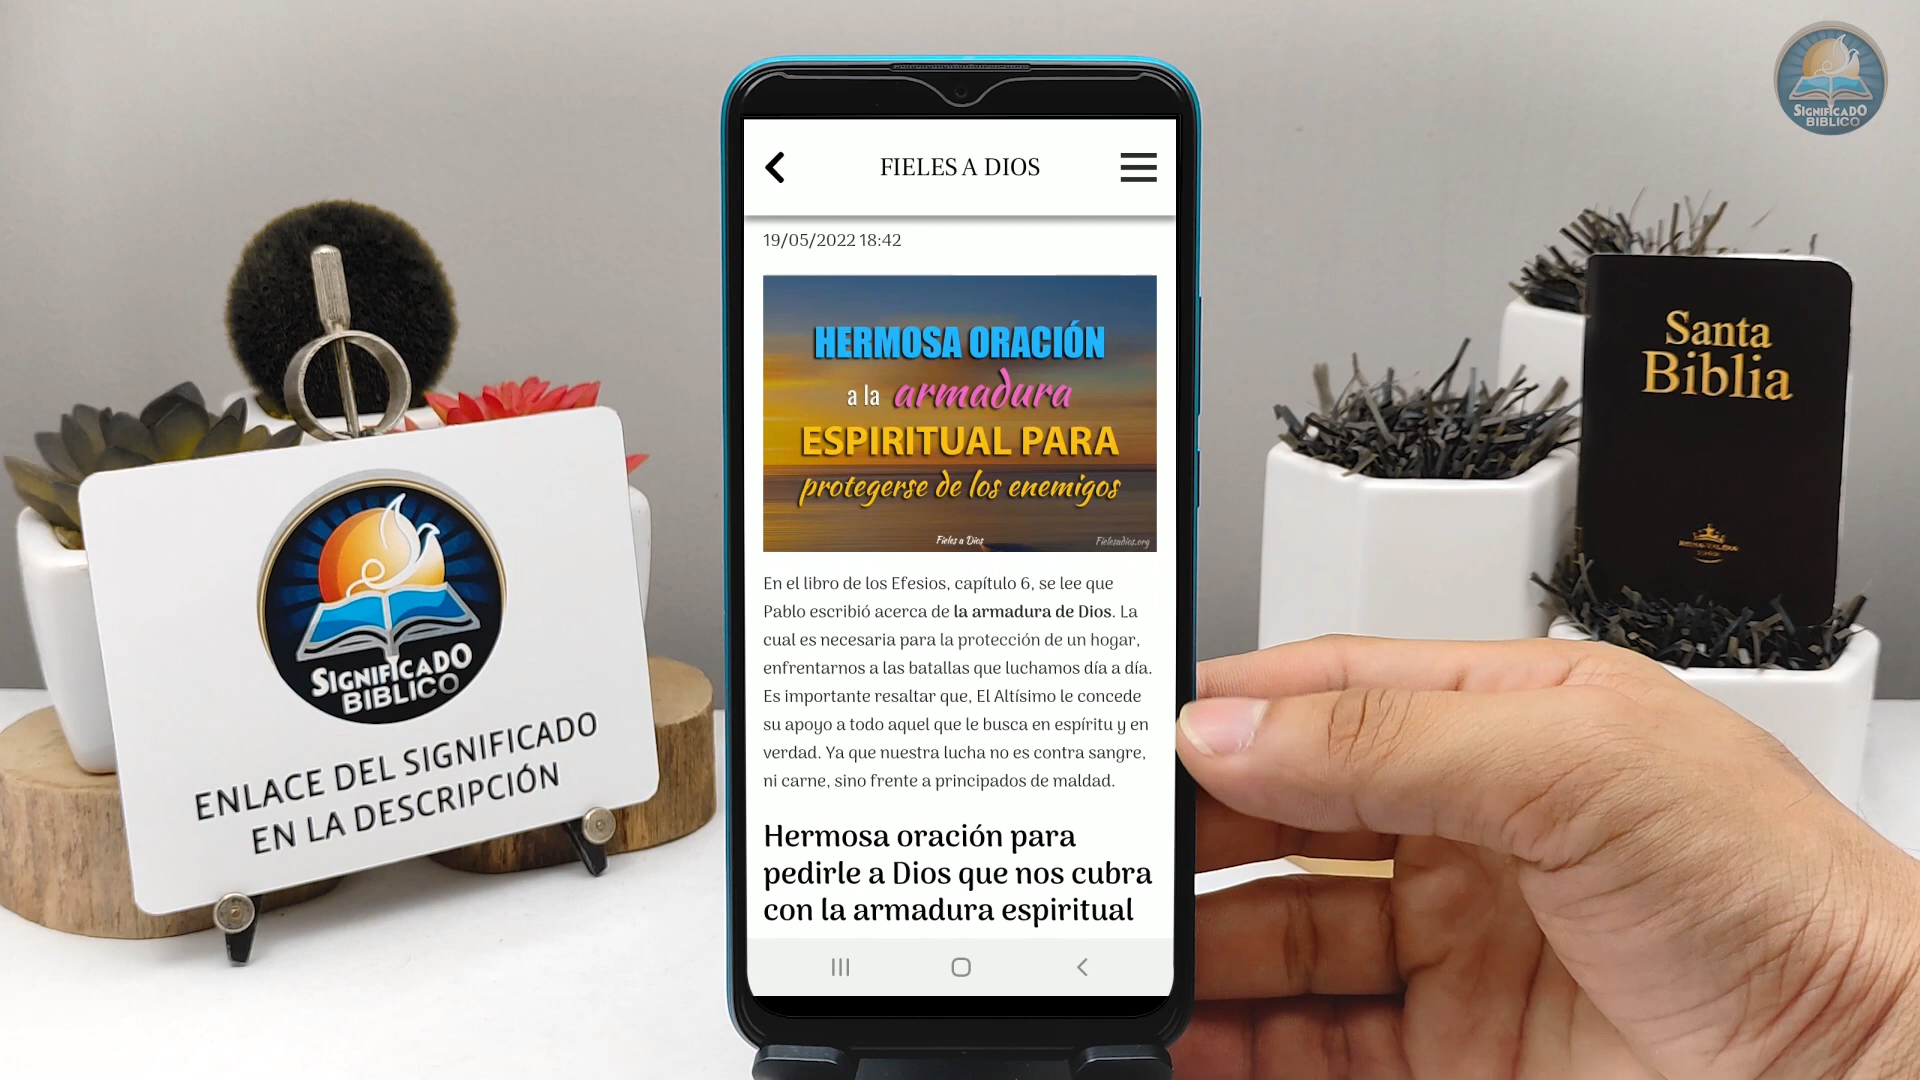 SIGNIFICADO
BIBLICO
FIELES A DIOS
19/05/2022 18:42
HERMOSA ORACIÓN
a la armadura
ESPIRITUAL PARA
protegerse de los enemigos
Fieles a Dios
Fielesadios.org
En el libro de los Efesios, capítulo 6, se lee que
Pablo escribió acerca de la armadura de Dios. La
cual es necesaria para la protección de un hogar,
enfrentarnos a las batallas que luchamos día a día.
Es importante resaltar que, El Altísimo le concede
su apoyo a todo aquel que le busca en espíritu y en
verdad. Ya que nuestra lucha no es contra sangre,
ni carne, sino frente a principados de maldad.
Hermosa oración para
pedirle a Dios que nos cubra
con la armadura espiritual
SIGNIFICADO
BIBLICO
ENLACE DEL SIGNIFICADO
EN LA DESCRIPCIÓN
Santa
Biblia
REINA-VALERA